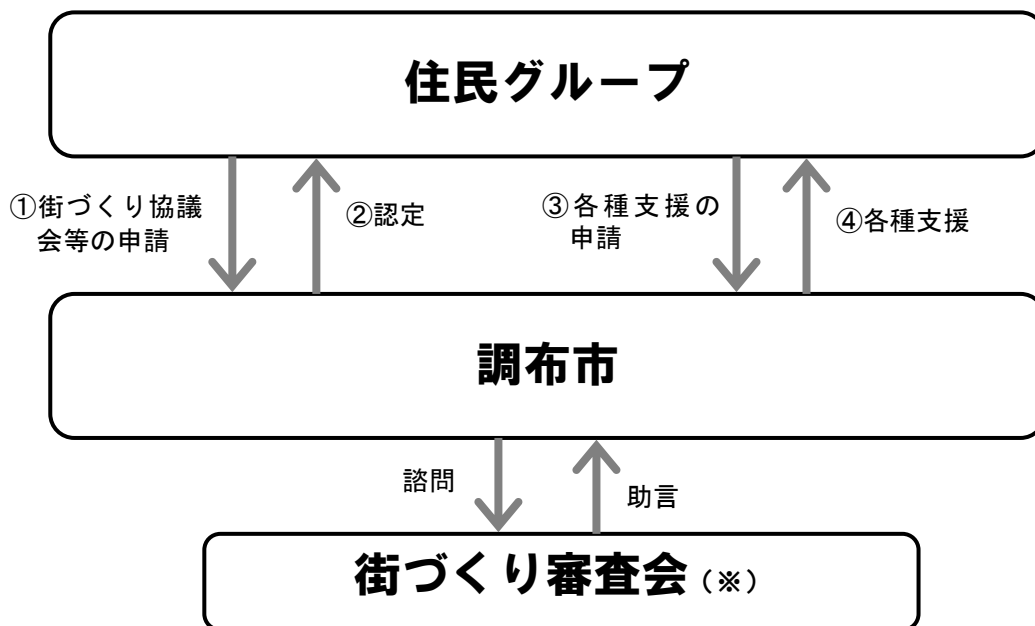 住民グループ
①街づくり協議
会等の申請
②認定
③各種支援の
申請
④各種支援
調布市
諮問
助言
街づくり審査会（※）